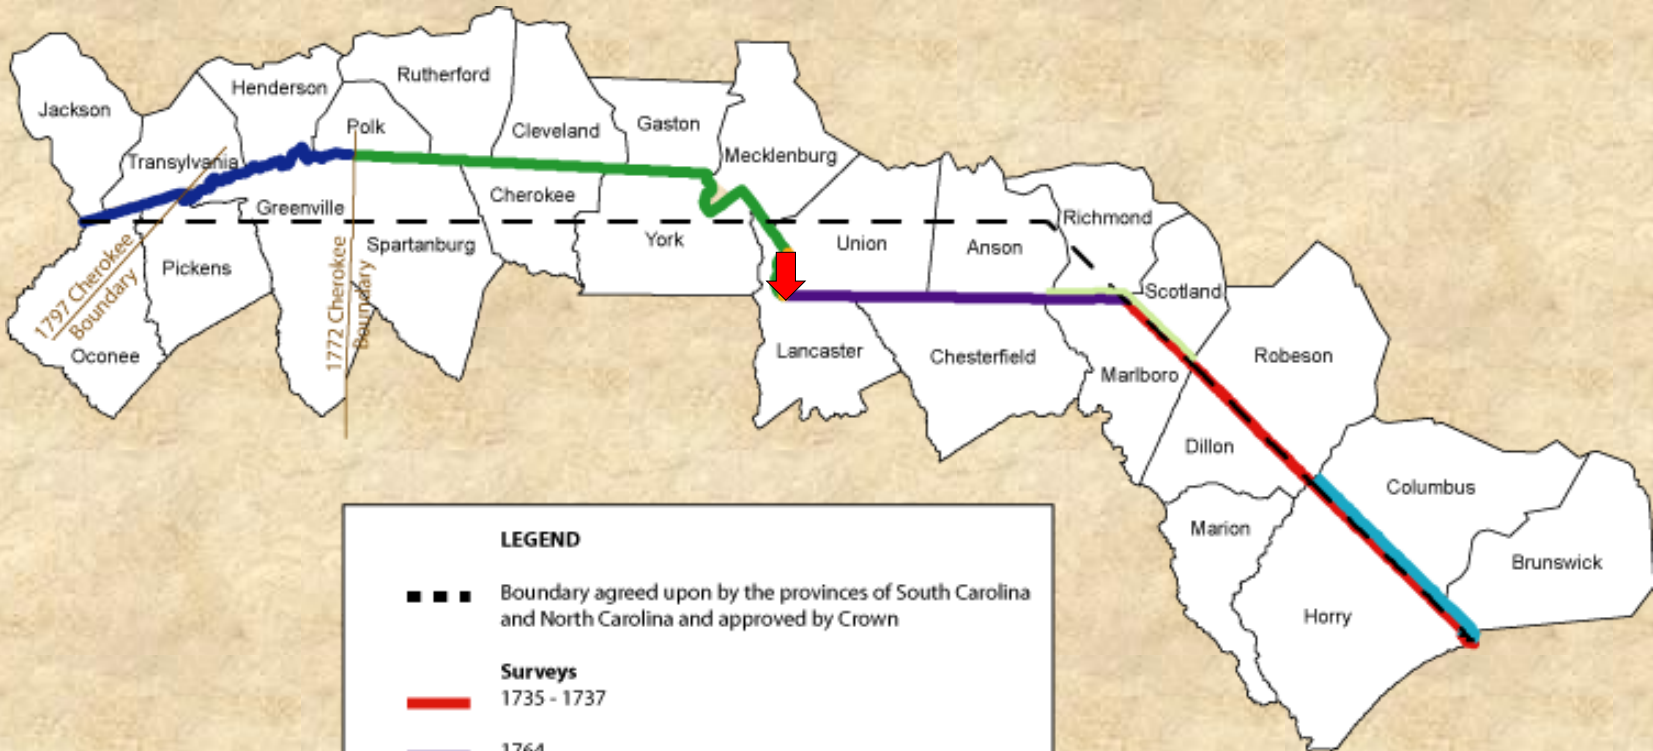 Rutherford
Henderson
Jackson
Polk
Cleveland
Gaston
Mecklenburg
Transylvania
Cherokee
Greenville
Richmond
York
Union
Anson
Spartanburg
Pickens
1797 Cherokee
Boundary
1772 Cherokee
Boundary
Scotland
Oconee
Lancaster
Chesterfield
Robeson
Marlboro
Dillon
Columbus
Marion
Brunswick
Horry
LEGEND
Boundary agreed upon by the provinces of South Carolina
and North Carolina and approved by Crown
Surveys
1735 - 1737
1764